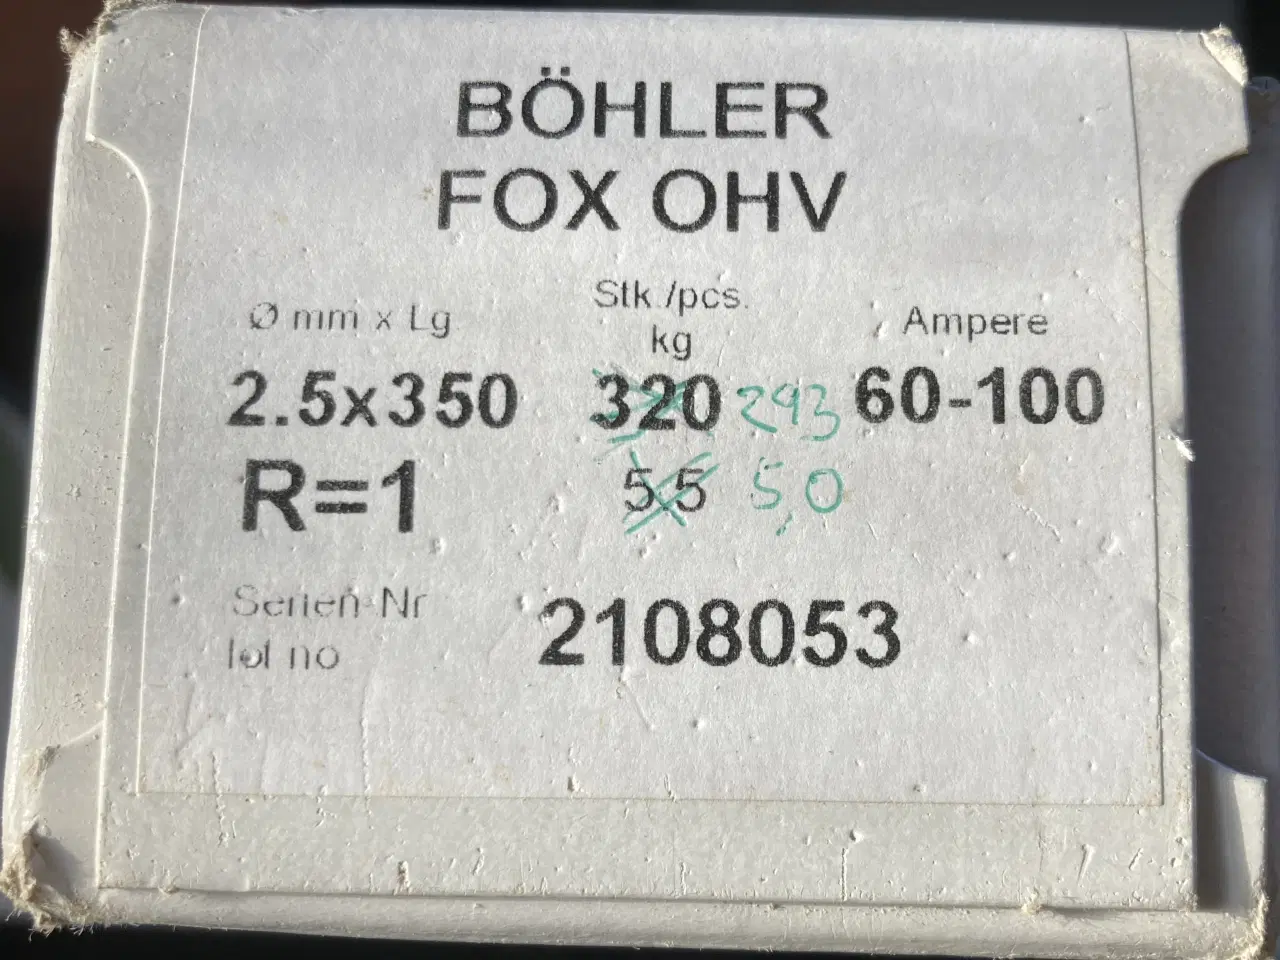 BÖHLER
FOX OHV
Ø mm x Lg
Stk./pcs.
kg
Ampere
2.5x350 320 293 60-100
R=1 5.5 5,0
Serien-Nr
lot no
2108053